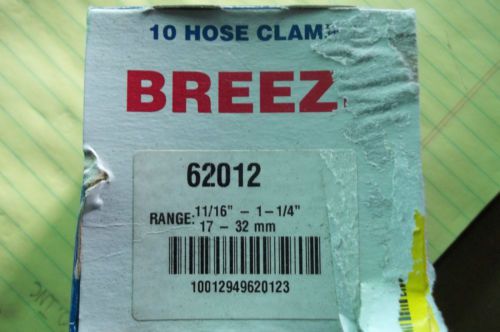 10 HOSE CLAM
BREEZ
62012
RANGE: 11/16" - 1-1/4"
17 - 32 mm
10012949620123